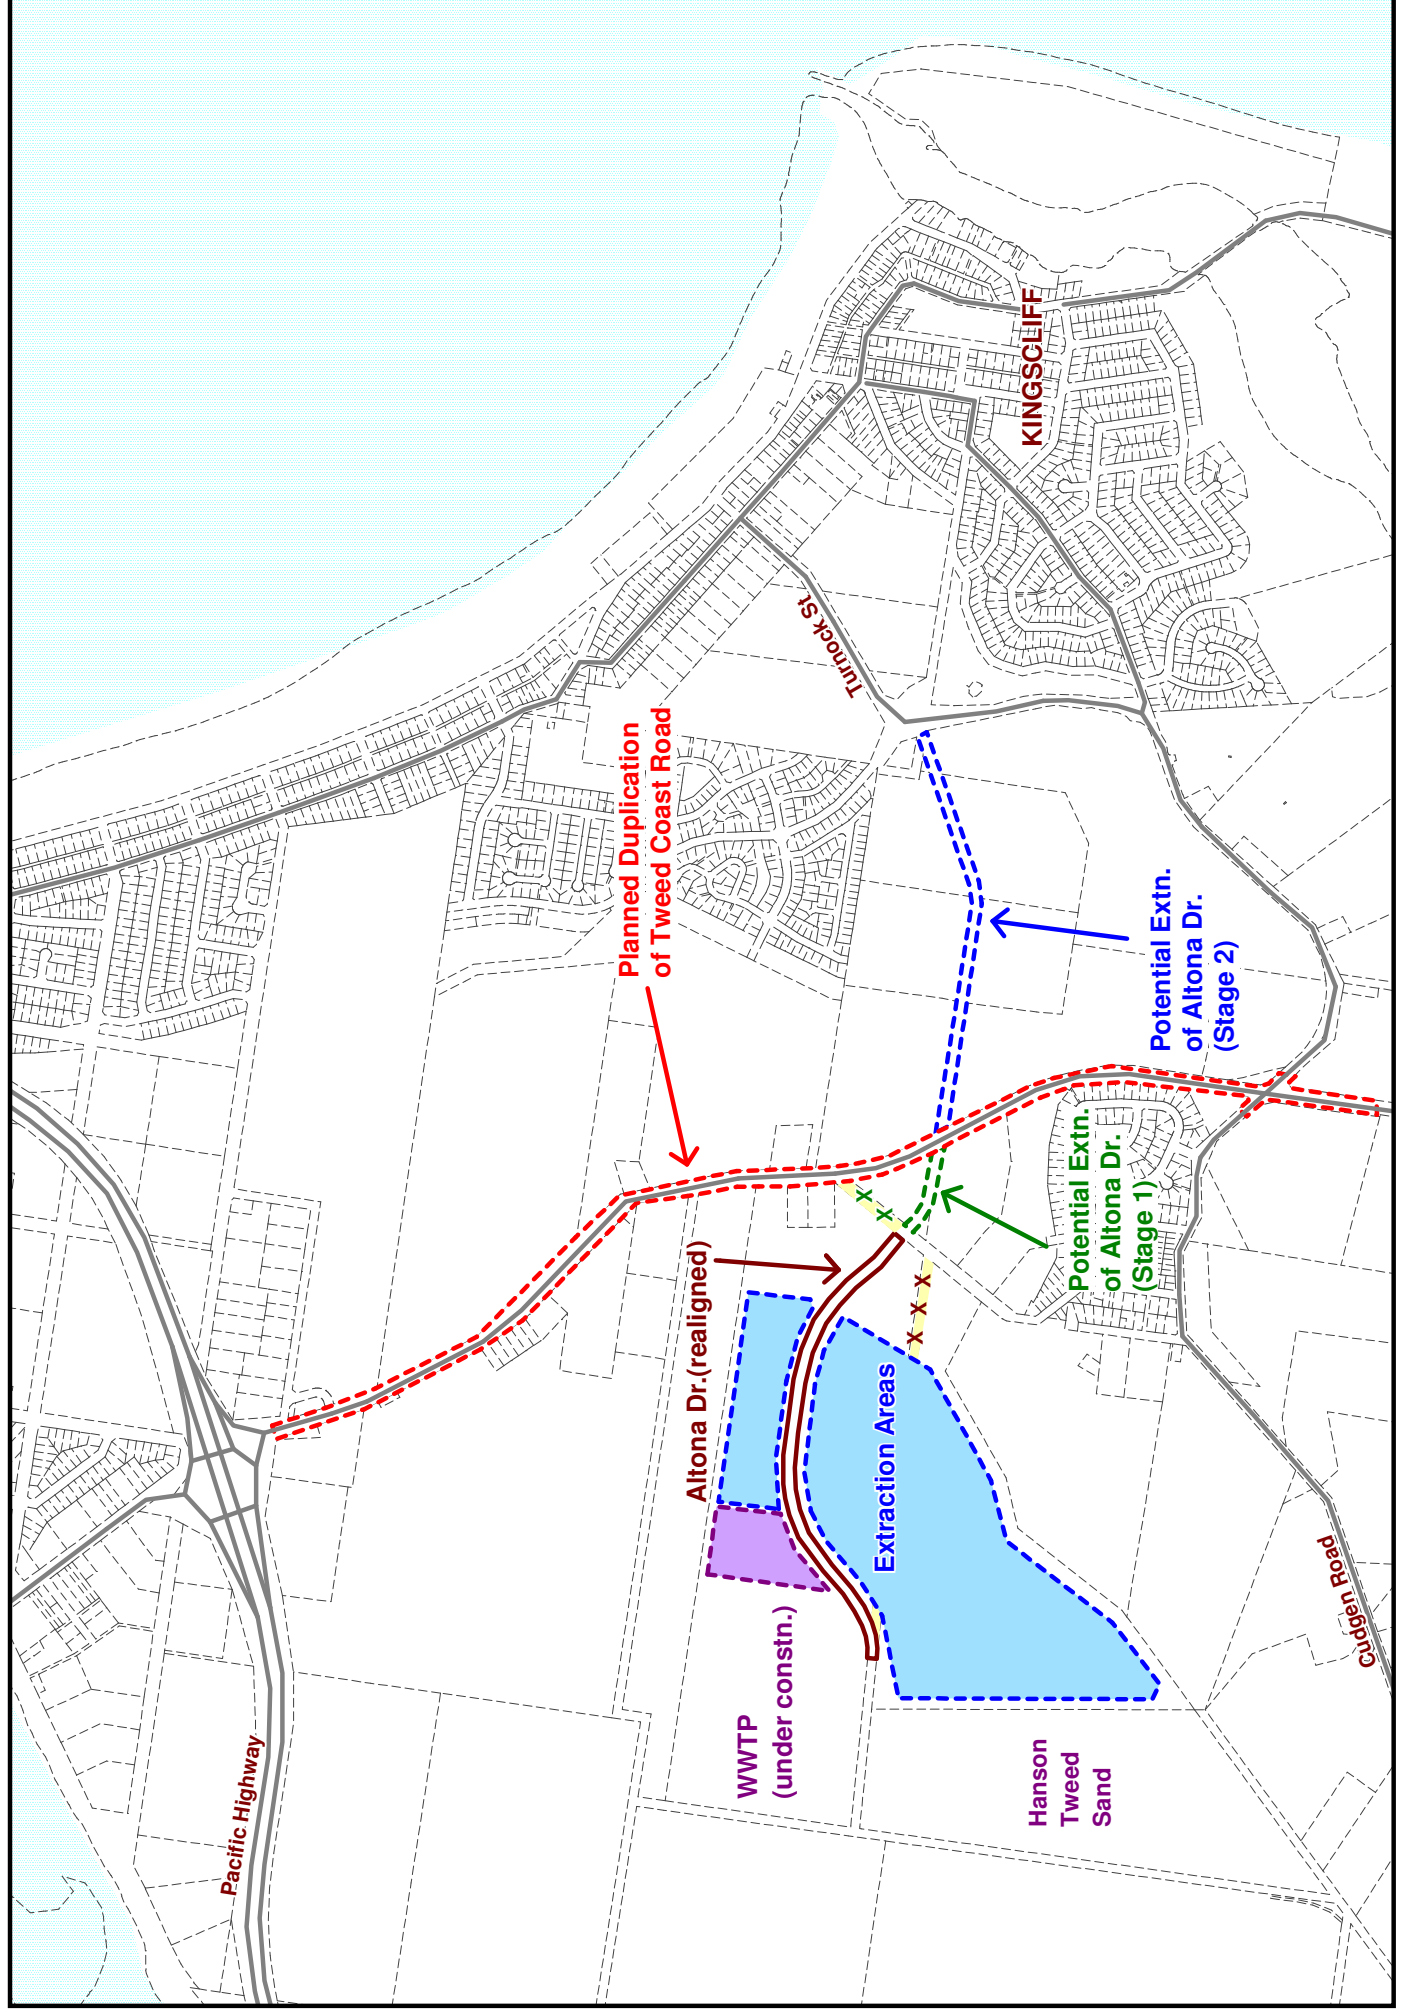 KINGSCLIFF
Turnock St
Planned Duplication
of Tweed Coast Road
Potential Extn.
of Altona Dr.
(Stage 2)
Potential Extn.
of Altona Dr.
(Stage 1)
X
X
X
X
X
Altona Dr.(realigned)
Extraction Areas
WWTP
(under constn.)
Hanson
Tweed
Sand
Cudgen Road
Pacific Highway